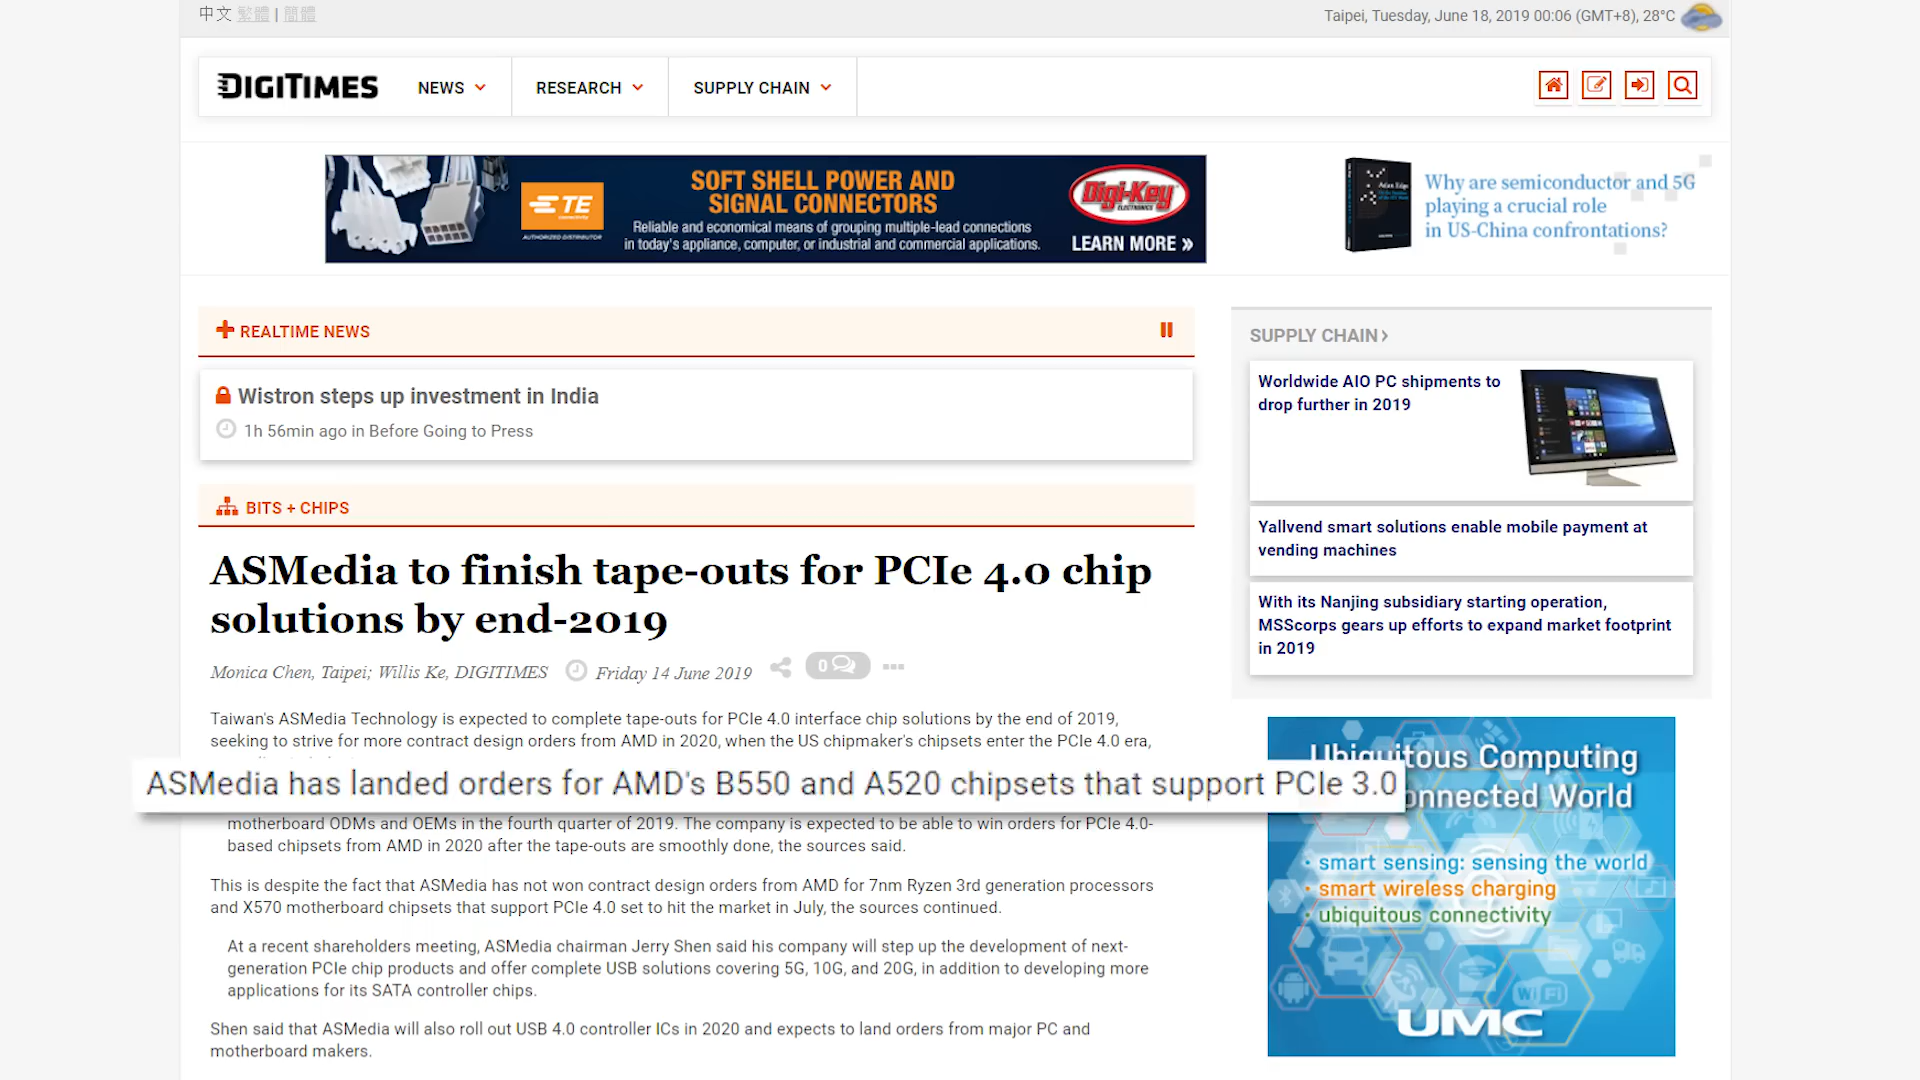 中文 繁體 | 簡體
Taipei, Tuesday, June 18, 2019 00:06 (GMT+8), 28°C
DIGITIMES
NEWS
RESEARCH
SUPPLY CHAIN
TE
connectivity
AUTHORIZED DISTRIBUTOR
SOFT SHELL POWER AND
SIGNAL CONNECTORS
Reliable and economical means of grouping multiple-lead connections
in today's appliance, computer, or industrial and commercial applications.
Digi-Key
ELECTRONICS
LEARN MORE »
Asian Edge
Why are semiconductor and 5G
playing a crucial role
in US-China confrontations?
REALTIME NEWS
Wistron steps up investment in India
1h 56min ago in Before Going to Press
BITS + CHIPS
ASMedia to finish tape-outs for PCIe 4.0 chip
solutions by end-2019
Monica Chen, Taipei; Willis Ke, DIGITIMES
Friday 14 June 2019
0
Taiwan's ASMedia Technology is expected to complete tape-outs for PCIe 4.0 interface chip solutions by the end of 2019,
seeking to strive for more contract design orders from AMD in 2020, when the US chipmaker's chipsets enter the PCIe 4.0 era,
ASMedia has landed orders for AMD's B550 and A520 chipsets that support PCIe 3.0
motherboard ODMs and OEMs in the fourth quarter of 2019. The company is expected to be able to win orders for PCIe 4.0-
based chipsets from AMD in 2020 after the tape-outs are smoothly done, the sources said.
This is despite the fact that ASMedia has not won contract design orders from AMD for 7nm Ryzen 3rd generation processors
and X570 motherboard chipsets that support PCIe 4.0 set to hit the market in July, the sources continued.
At a recent shareholders meeting, ASMedia chairman Jerry Shen said his company will step up the development of next-
generation PCIe chip products and offer complete USB solutions covering 5G, 10G, and 20G, in addition to developing more
applications for its SATA controller chips.
Shen said that ASMedia will also roll out USB 4.0 controller ICs in 2020 and expects to land orders from major PC and
motherboard makers.
SUPPLY CHAIN ›
Worldwide AIO PC shipments to
drop further in 2019
Yallvend smart solutions enable mobile payment at
vending machines
With its Nanjing subsidiary starting operation,
MSScorps gears up efforts to expand market footprint
in 2019
Ubiquitous Computing
onnected World
• smart sensing: sensing the world
• smart wireless charging
• ubiquitous connectivity
WiFi
UMC